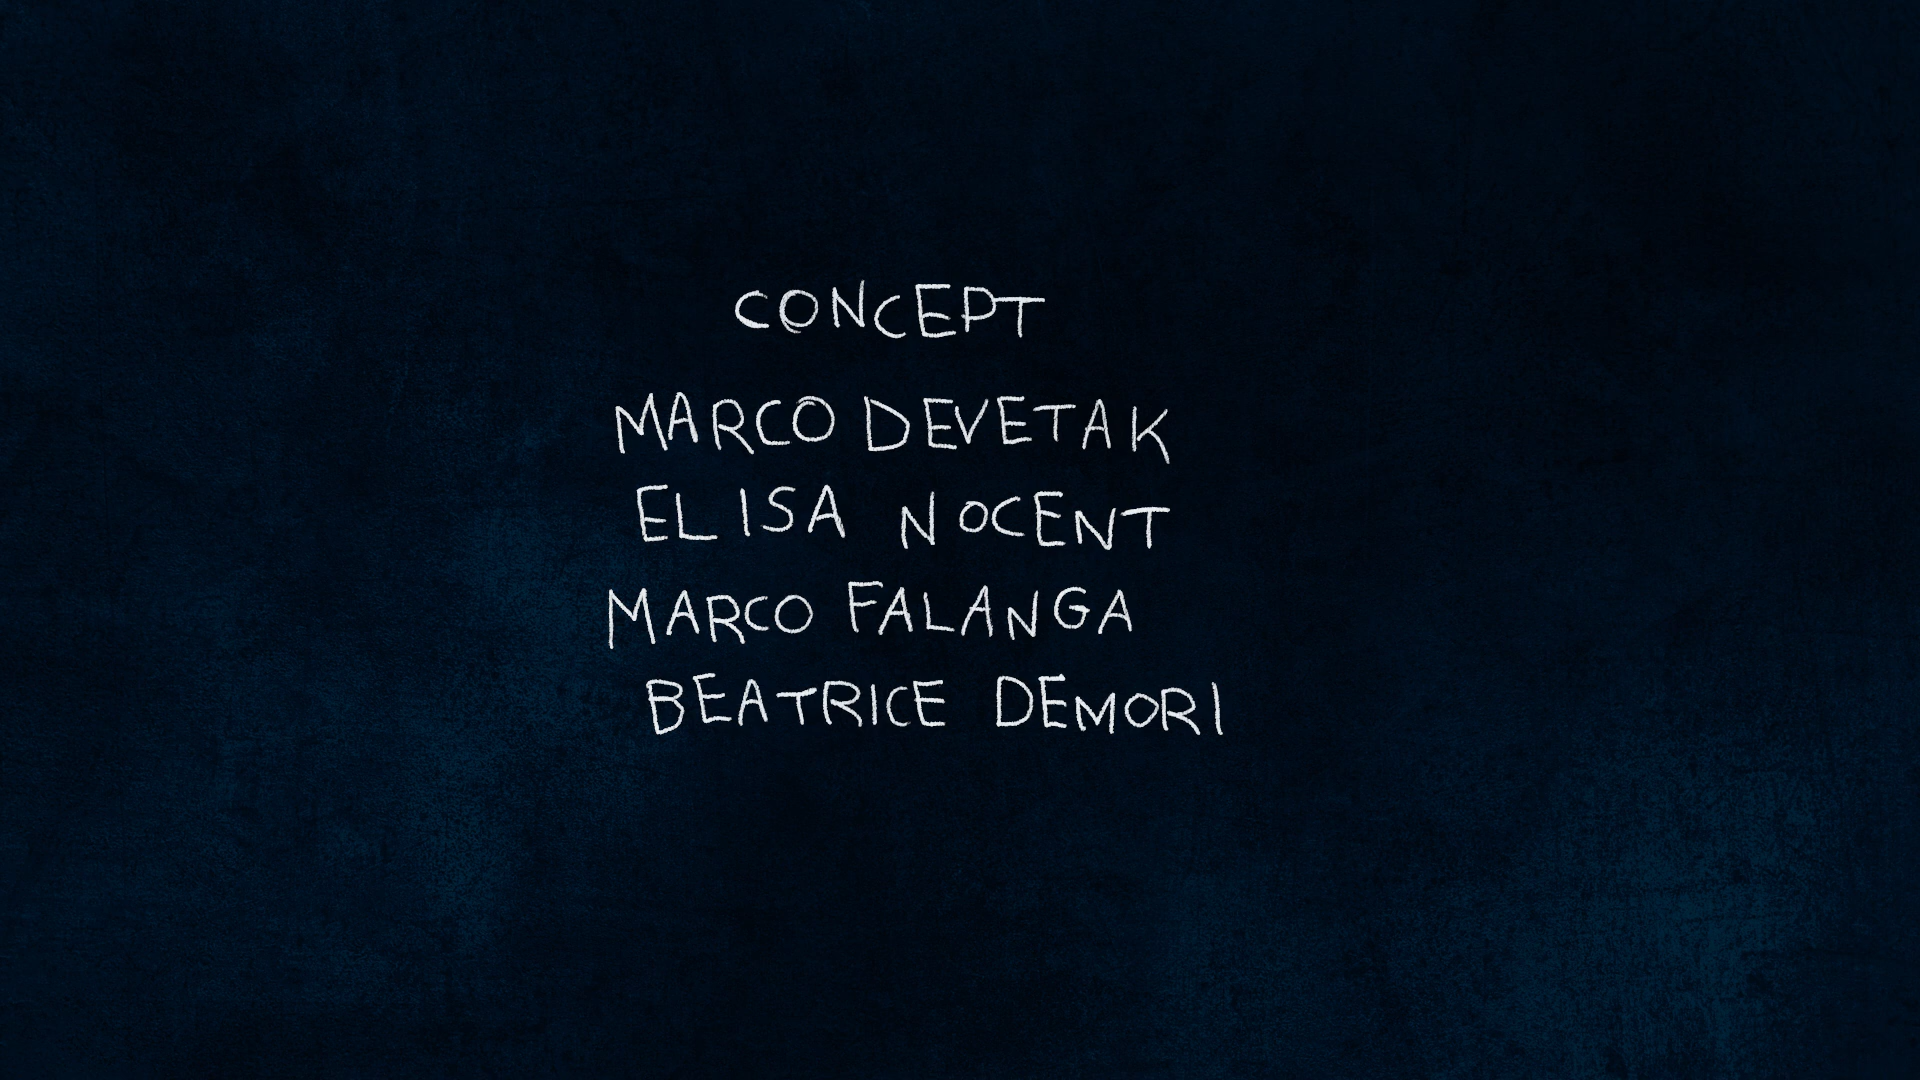 CONCEPT
MARCO DEVETAK
ELISA NOCENT
MARCO FALANGA
BEATRICE DEMORI